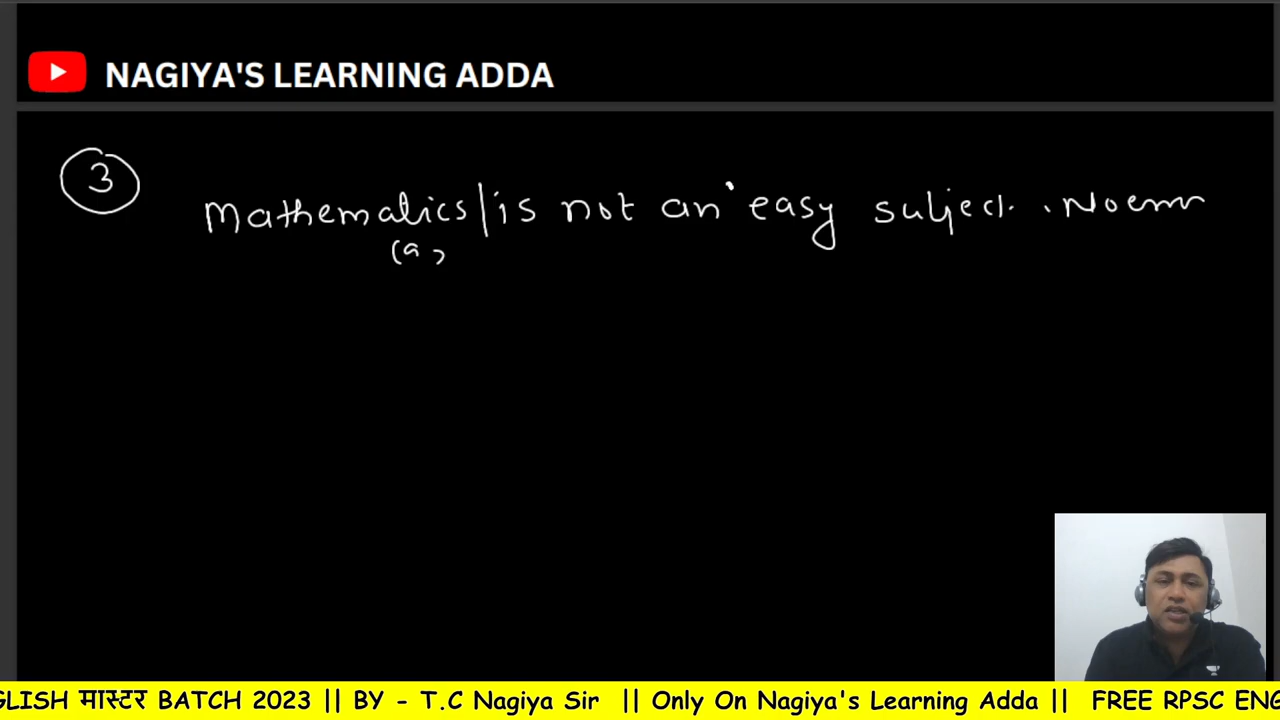 NAGIYA'S LEARNING ADDA
3
Mathematics / is not an easy subject. No
(a)
GLISH मास्टर BATCH 2023 || BY - T.C Nagiya Sir || Only On Nagiya's Learning Adda || FREE RPSC ENG